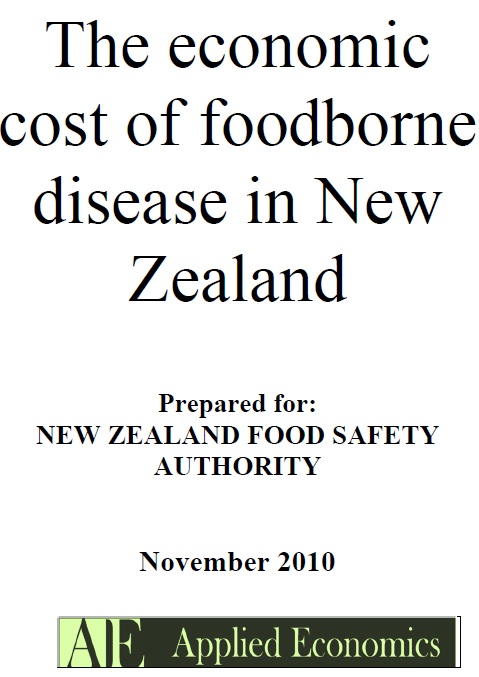 The economic
cost of foodborne
disease in New
Zealand
Prepared for:
NEW ZEALAND FOOD SAFETY
AUTHORITY
November 2010
AE Applied Economics